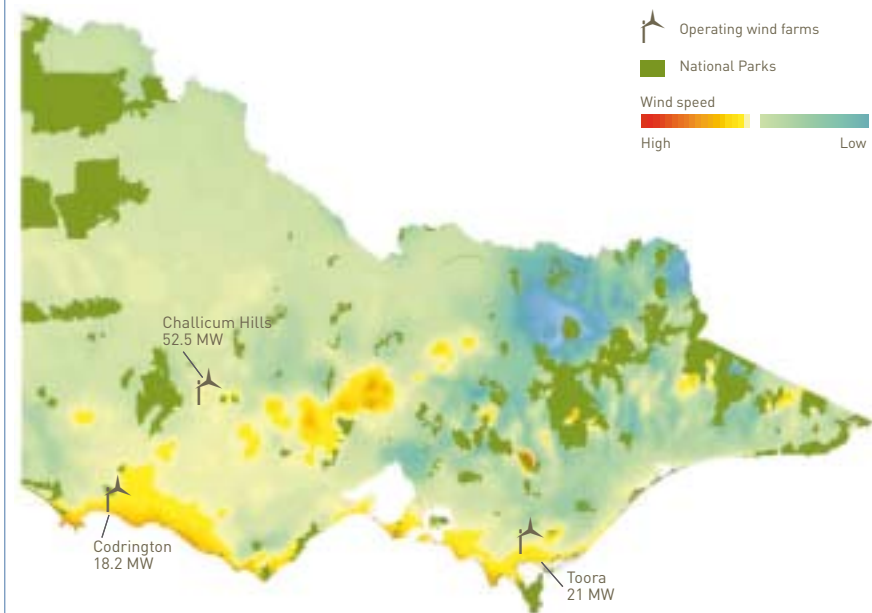 Operating wind farms
National Parks
Wind speed
High Low
Challicum Hills
52.5 MW
Codrington
18.2 MW
Toora
21 MW